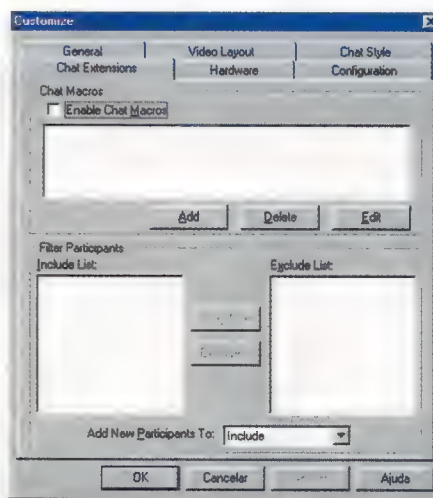 Customize
General Video Layout Chat Style
Chat Extensions Hardware Configuration
Chat Macros
Enable Chat Macros
Add Delete Edit
Filter Participants
Include List: Exclude List:
Add New Participants To: Include
OK Cancelar Ajuda